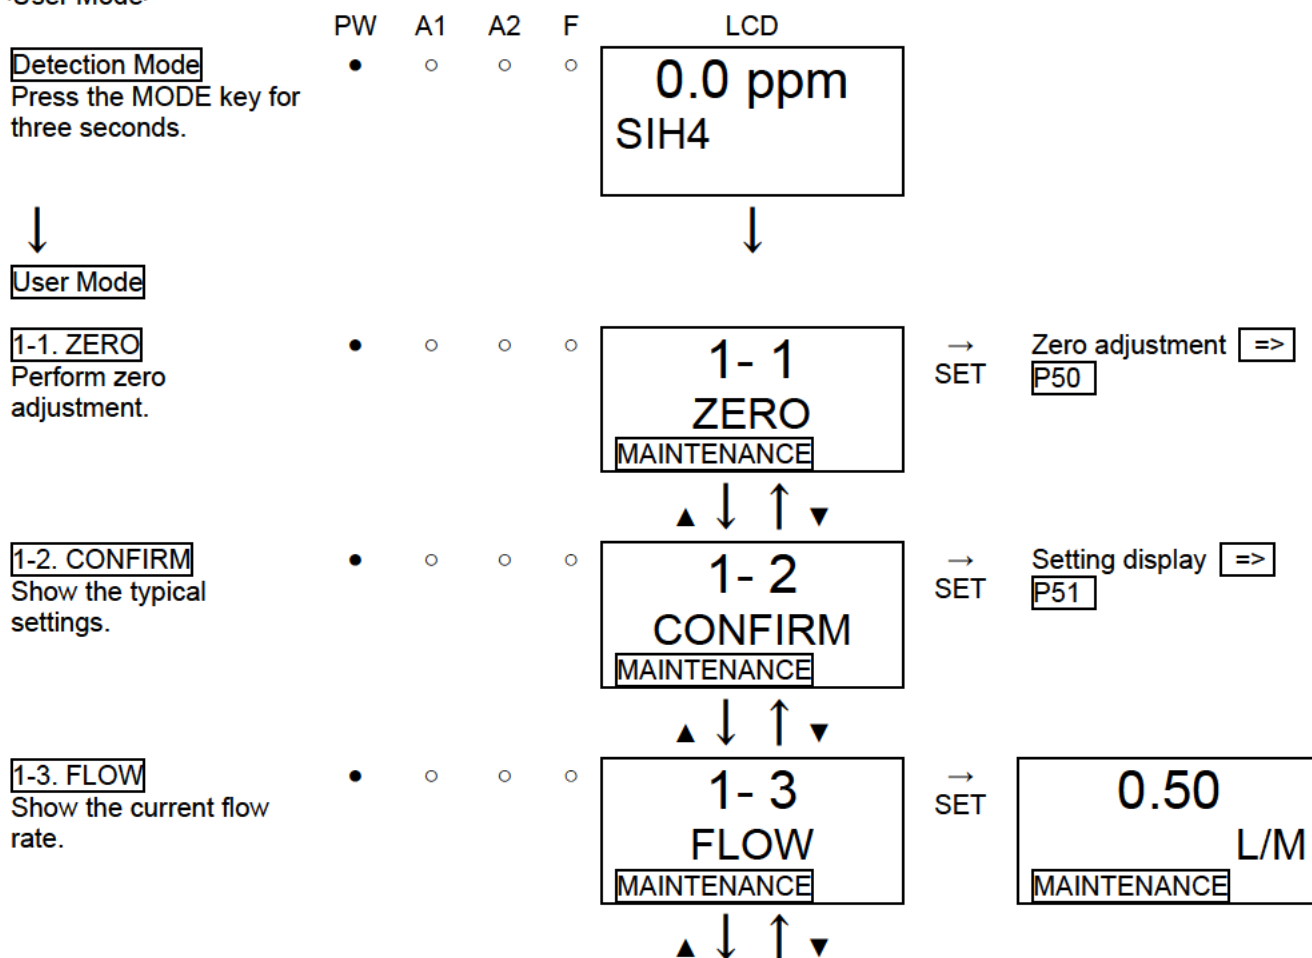 User Mode
PW A1 A2 F LCD
Detection Mode ● ○ ○ ○ 0.0 ppm
Press the MODE key for
three seconds.
SIH4
↓ ↓
User Mode
1-1. ZERO ● ○ ○ ○ 1- 1 → Zero adjustment =>
Perform zero SET P50
adjustment.
ZERO
MAINTENANCE
▲ ↓ ↑ ▼
1-2. CONFIRM ● ○ ○ ○ 1- 2 → Setting display =>
Show the typical SET P51
settings.
CONFIRM
MAINTENANCE
▲ ↓ ↑ ▼
1-3. FLOW ● ○ ○ ○ 1- 3 → 0.50
Show the current flow SET
rate.
FLOW L/M
MAINTENANCE MAINTENANCE
▲ ↓ ↑ ▼